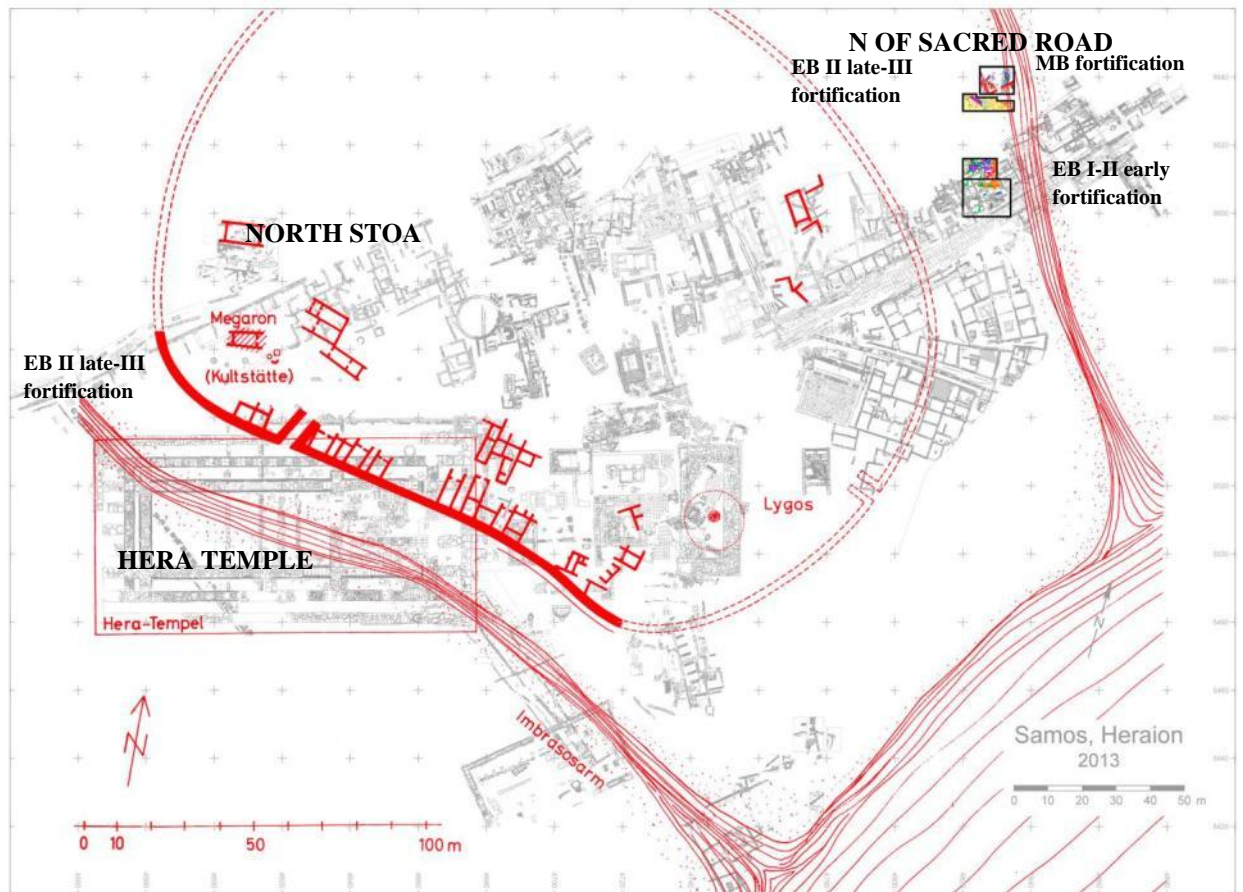 N OF SACRED ROAD
EB II late-III
fortification
MB fortification
EB I-II early
fortification
NORTH STOA
Megaron
(Kultstätte)
EB II late-III
fortification
Lygos
HERA TEMPLE
Hera-Tempel
Imbrasosarm
N
N
Samos, Heraion
2013
0 10 20 30 40 50 m
0 10 50 100 m